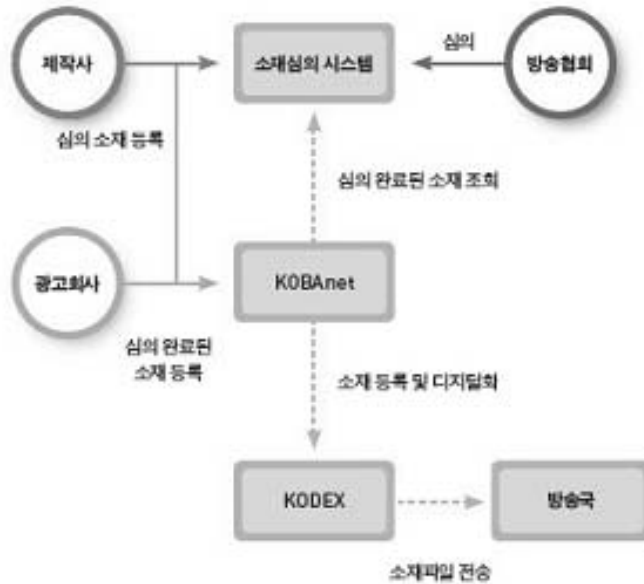 제작사
소재심의 시스템
심의
방송협회
심의 소재 등록
심의 완료된 소재 조회
광고회사
KOBAnet
심의 완료된
소재 등록
소재 등록 및 디지털화
KODEX
방송국
소재파일 전송